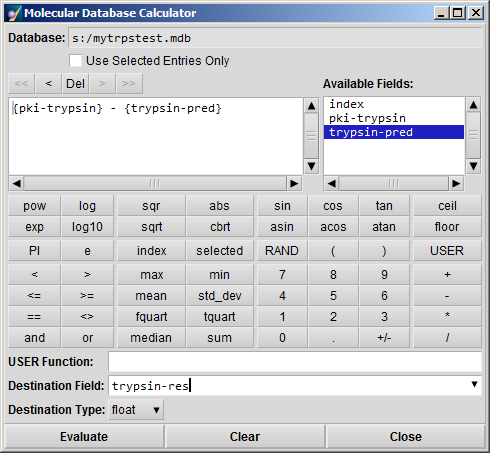 Molecular Database Calculator
Database: s:/mytrpstest.mdb
Use Selected Entries Only
<< < Del > >>
Available Fields:
{pki-trypsin} - {trypsin-pred}
index
pki-trypsin
trypsin-pred
pow log sqr abs sin cos tan ceil
exp log10 sqrt cbrt asin acos atan floor
PI e index selected RAND ( ) USER
< > max min 7 8 9 +
<= >= mean std_dev 4 5 6 -
== <> fquart tquart 1 2 3 *
and or median sum 0 . +/- /
USER Function:
Destination Field: trypsin-res
Destination Type: float
Evaluate Clear Close